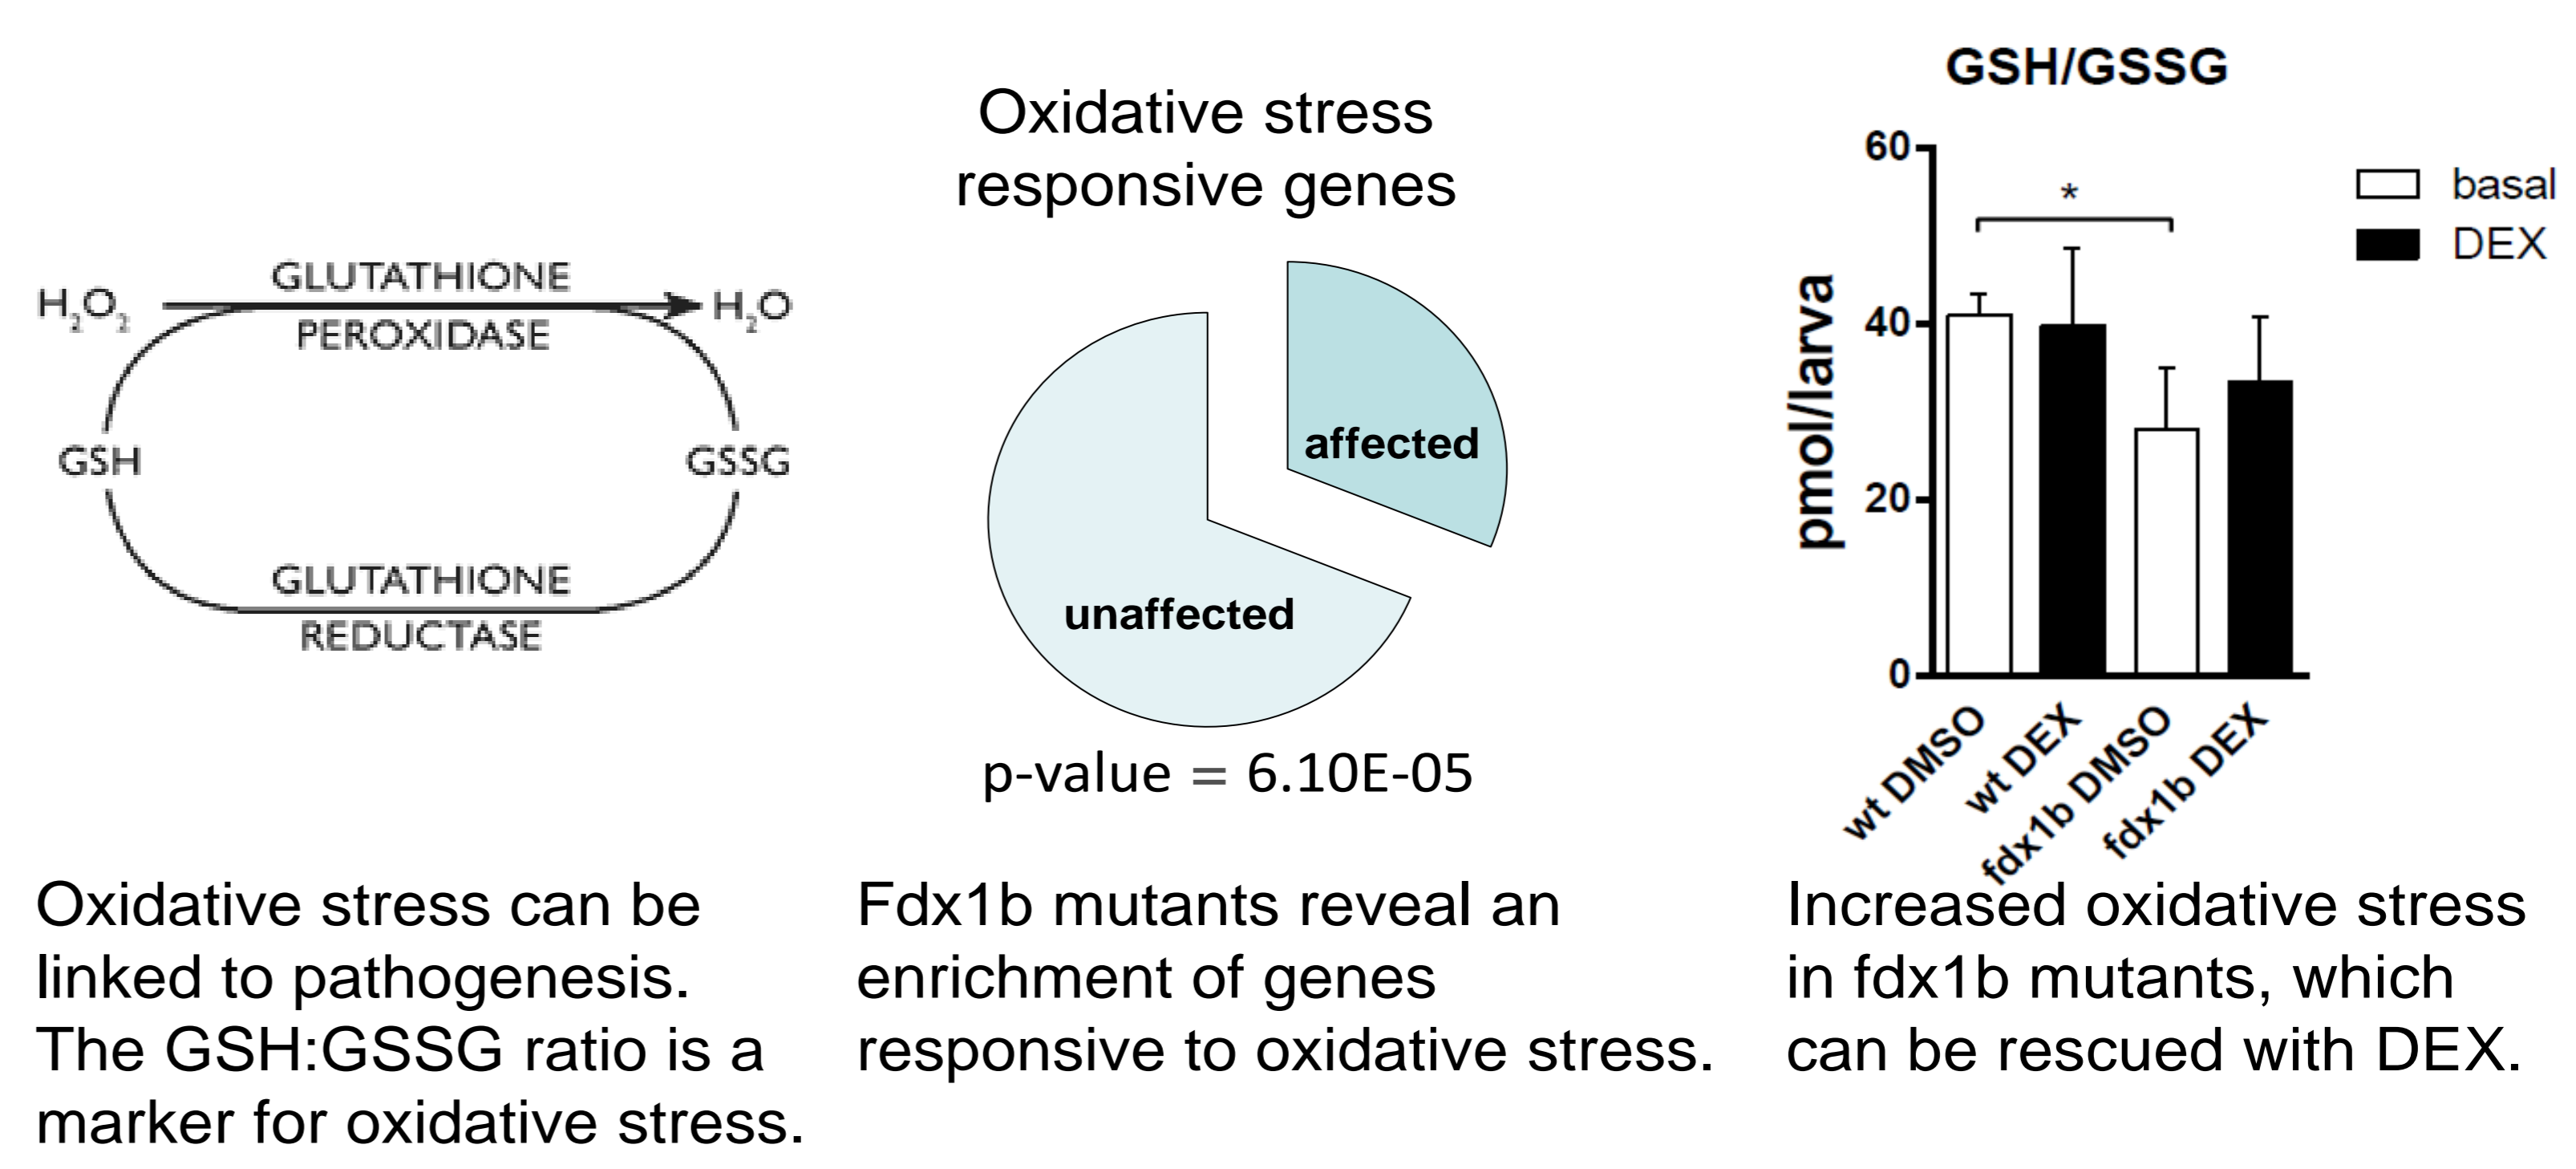 H₂O₂
GLUTATHIONE
PEROXIDASE
H₂O
GSH
GSSG
GLUTATHIONE
REDUCTASE
Oxidative stress can be
linked to pathogenesis.
The GSH:GSSG ratio is a
marker for oxidative stress.
Oxidative stress
responsive genes
affected
unaffected
p-value = 6.10E-05
Fdx1b mutants reveal an
enrichment of genes
responsive to oxidative stress.
GSH/GSSG
60
40
20
0
pmol/larva
*
basal
DEX
wt DMSO
wt DEX
fdx1b DMSO
fdx1b DEX
Increased oxidative stress
in fdx1b mutants, which
can be rescued with DEX.